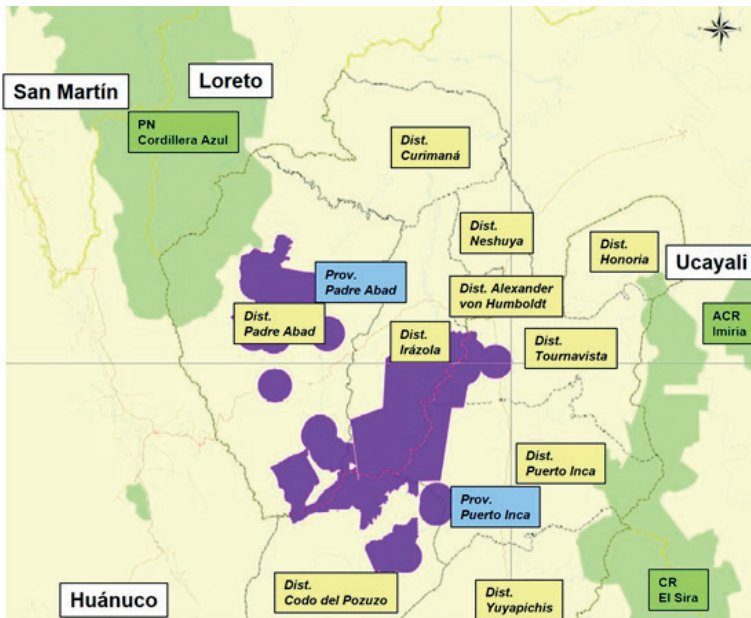 San Martín
Loreto
PN
Cordillera Azul
Dist.
Curimaná
Dist.
Neshuya
Dist.
Honoria
Ucayali
Prov.
Padre Abad
Dist. Alexander
von Humboldt
Dist.
Padre Abad
Dist.
Irázola
Dist.
Tournavista
ACR
Imiria
Dist.
Puerto Inca
Prov.
Puerto Inca
Huánuco
Dist.
Codo del Pozuzo
Dist.
Yuyapichis
CR
El Sira